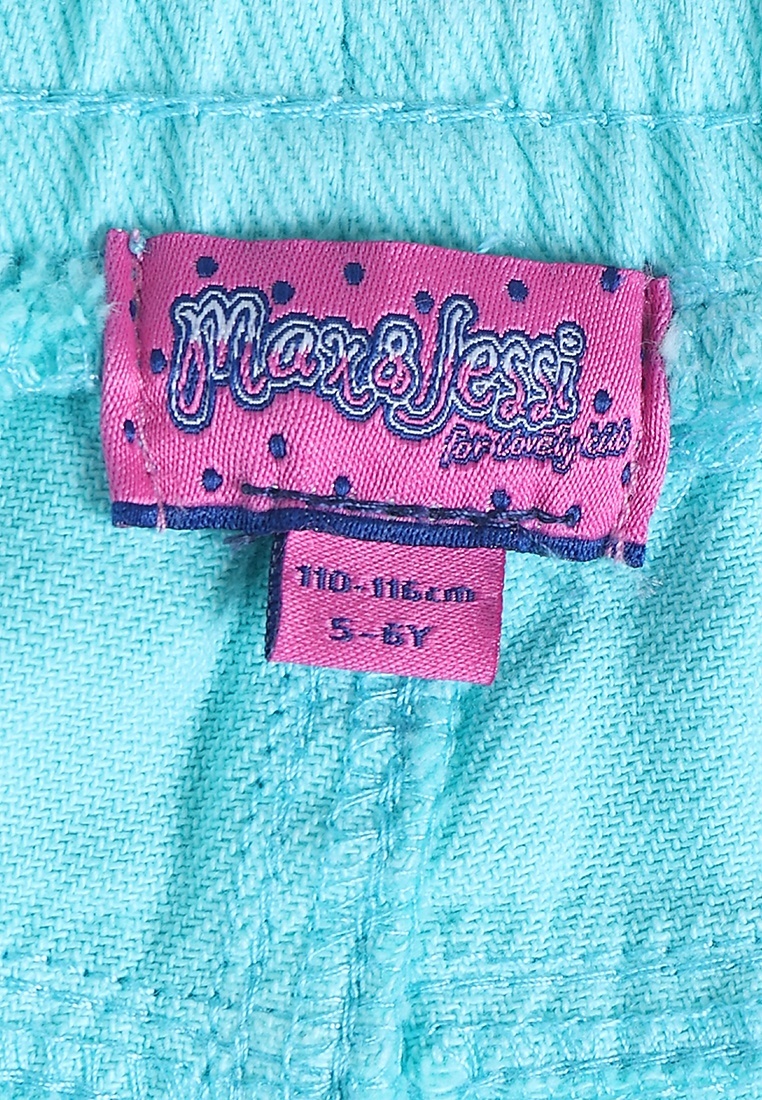 Max&Jessi
for lovely kids
110-116cm
5-6Y